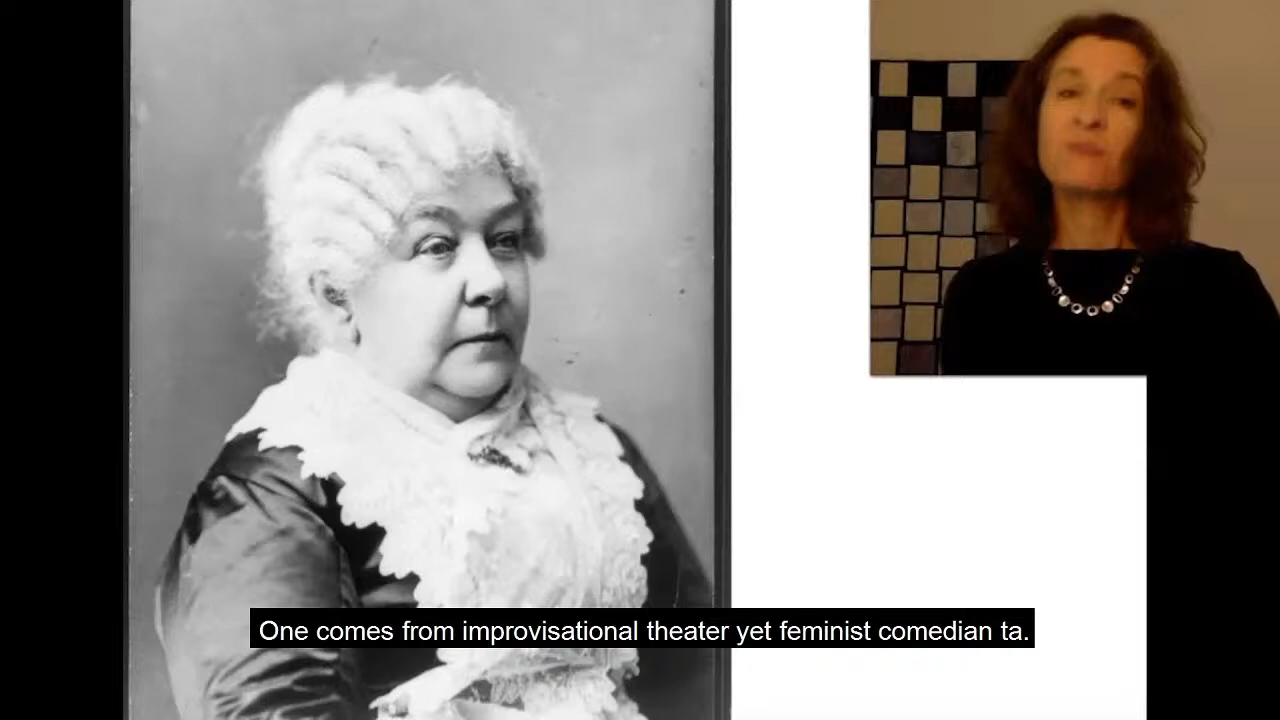 One comes from improvisational theater yet feminist comedian ta.